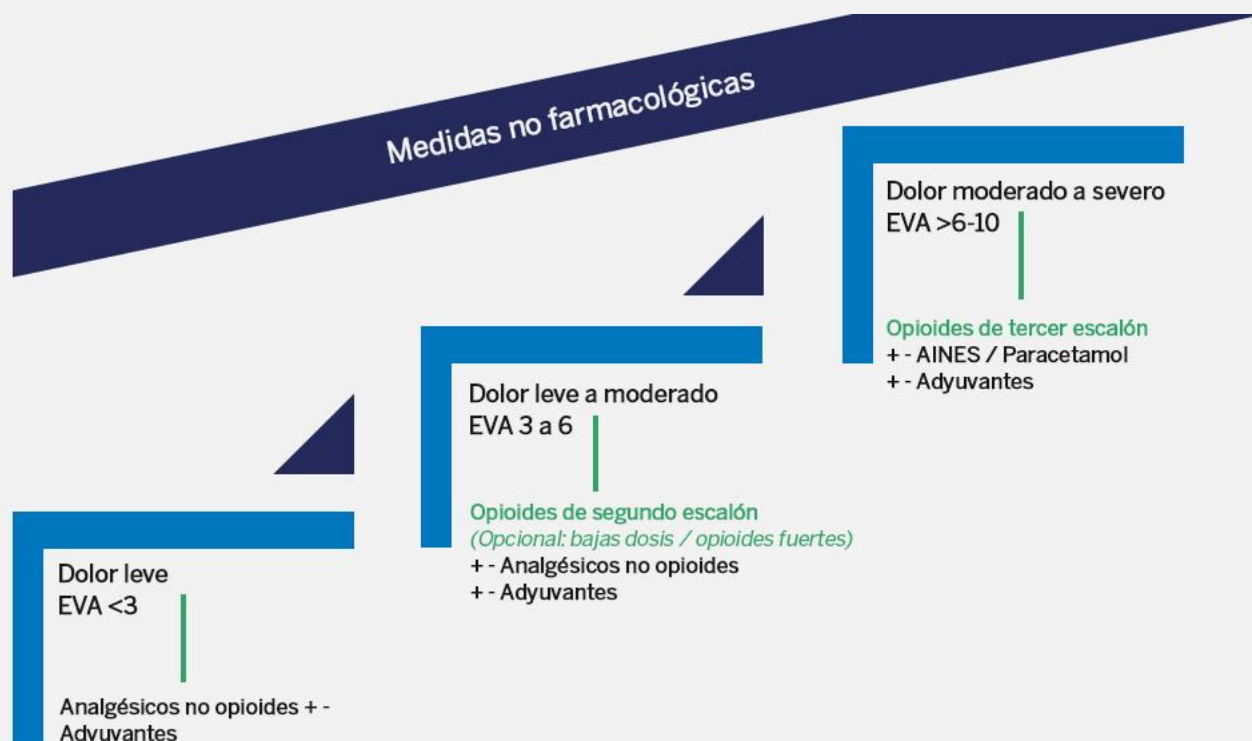 Medidas no farmacológicas
Dolor moderado a severo
EVA >6-10
Opioides de tercer escalón
+ - AINES / Paracetamol
+ - Adyuvantes
Dolor leve a moderado
EVA 3 a 6
Opioides de segundo escalón
(Opcional: bajas dosis / opioides fuertes)
+ - Analgésicos no opioides
+ - Adyuvantes
Dolor leve
EVA <3
Analgésicos no opioides + -
Adyuvantes